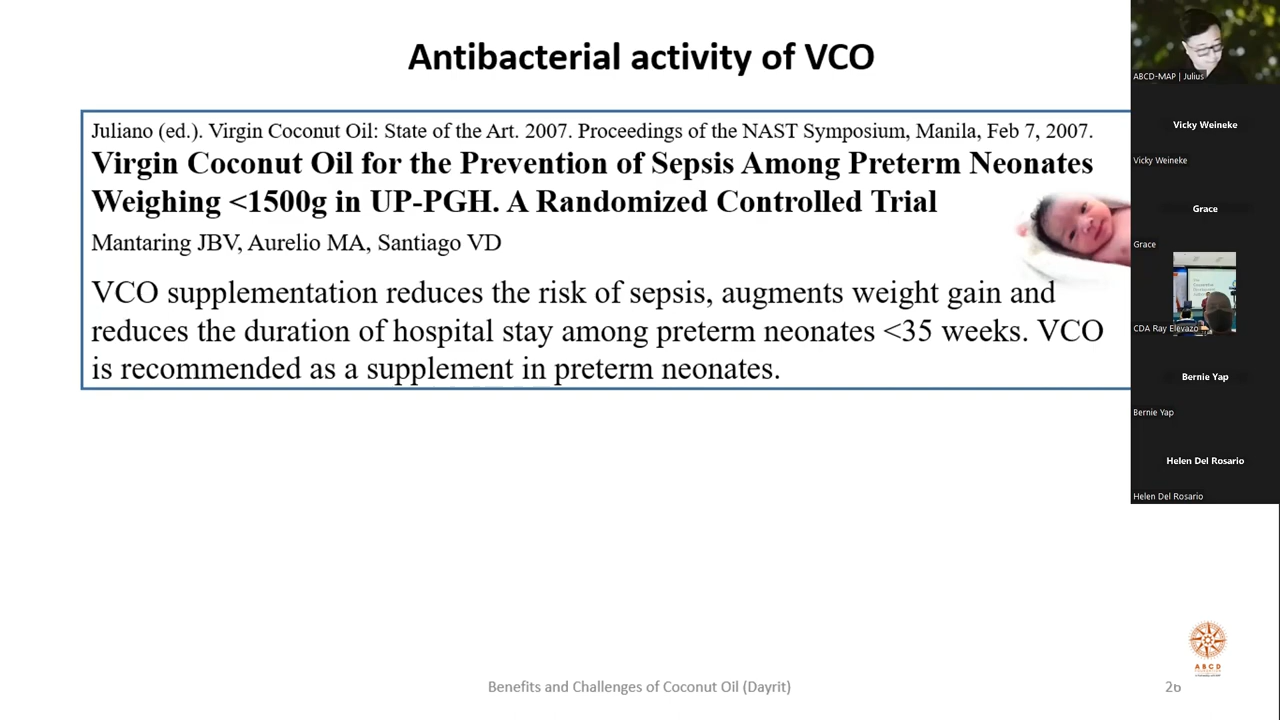 Antibacterial activity of VCO
Juliano (ed.). Virgin Coconut Oil: State of the Art. 2007. Proceedings of the NAST Symposium, Manila, Feb 7, 2007.
Virgin Coconut Oil for the Prevention of Sepsis Among Preterm Neonates
Weighing <1500g in UP-PGH. A Randomized Controlled Trial
Mantaring JBV, Aurelio MA, Santiago VD
VCO supplementation reduces the risk of sepsis, augments weight gain and
reduces the duration of hospital stay among preterm neonates <35 weeks. VCO
is recommended as a supplement in preterm neonates.
ABCD-MAP | Julius
Vicky Weineke
Vicky Weineke
Grace
Grace
CDA Ray Elevazo
Bernie Yap
Bernie Yap
Helen Del Rosario
Helen Del Rosario
ABCD
Benefits and Challenges of Coconut Oil (Dayrit)